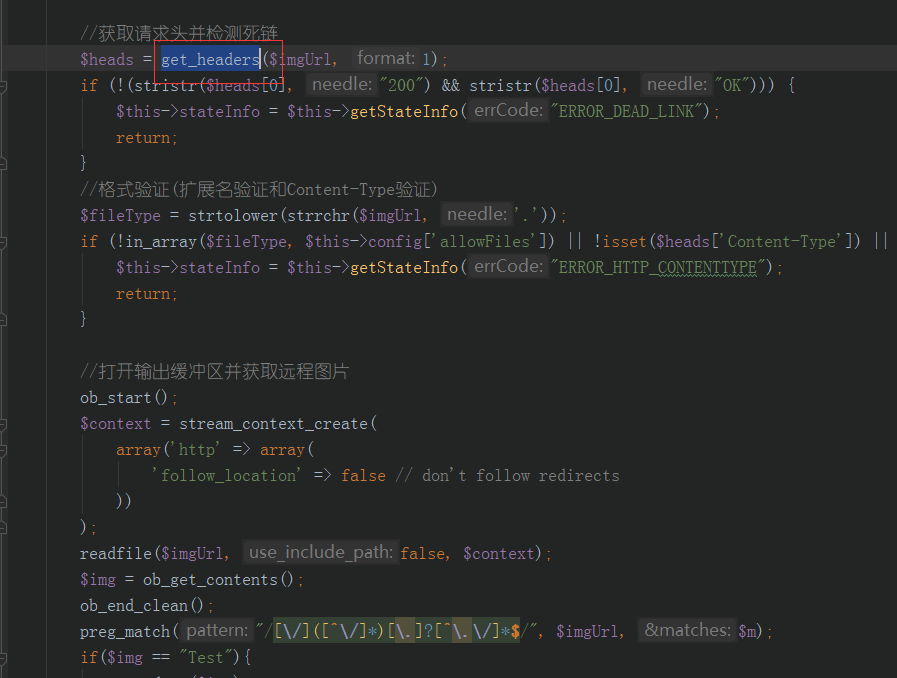 //获取请求头并检测死链
$heads = get_headers($imgUrl, format: 1);
if (!(stristr($heads[0], needle: "200") && stristr($heads[0], needle: "OK"))) {
$this->stateInfo = $this->getStateInfo( errCode: "ERROR_DEAD_LINK");
return;
}
//格式验证(扩展名验证和Content-Type验证)
$fileType = strtolower(strrchr($imgUrl, needle: '.'));
if (!in_array($fileType, $this->config['allowFiles']) || !isset($heads['Content-Type']) ||
$this->stateInfo = $this->getStateInfo( errCode: "ERROR_HTTP_CONTENTTYPE");
return;
}
//打开输出缓冲区并获取远程图片
ob_start();
$context = stream_context_create(
array('http' => array(
'follow_location' => false // don't follow redirects
))
);
readfile($imgUrl, use_include_path: false, $context);
$img = ob_get_contents();
ob_end_clean();
preg_match( pattern: "/[\/]([^\/]*)[\.]?[^\.\/]*$/", $imgUrl, &matches: $m);
if($img == "Test"){